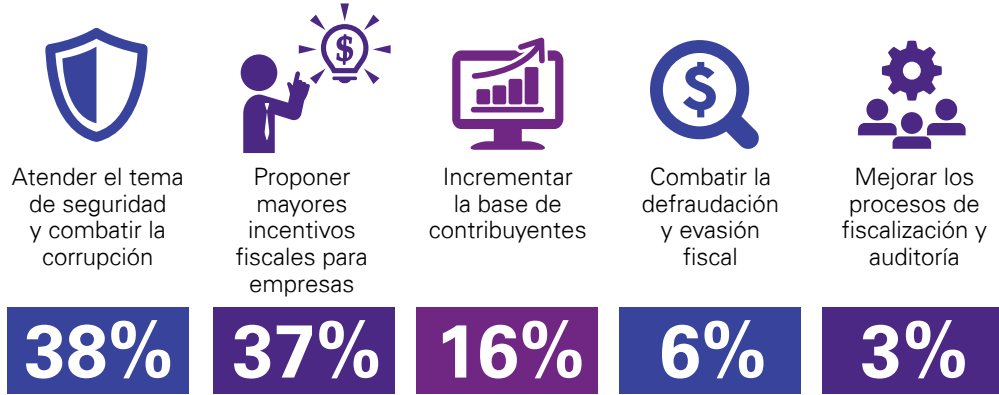 $
$
Atender el tema
de seguridad
y combatir la
corrupción
38%
Proponer
mayores
incentivos
fiscales para
empresas
37%
Incrementar
la base de
contribuyentes
16%
Combatir la
defraudación
y evasión
fiscal
6%
Mejorar los
procesos de
fiscalización y
auditoría
3%